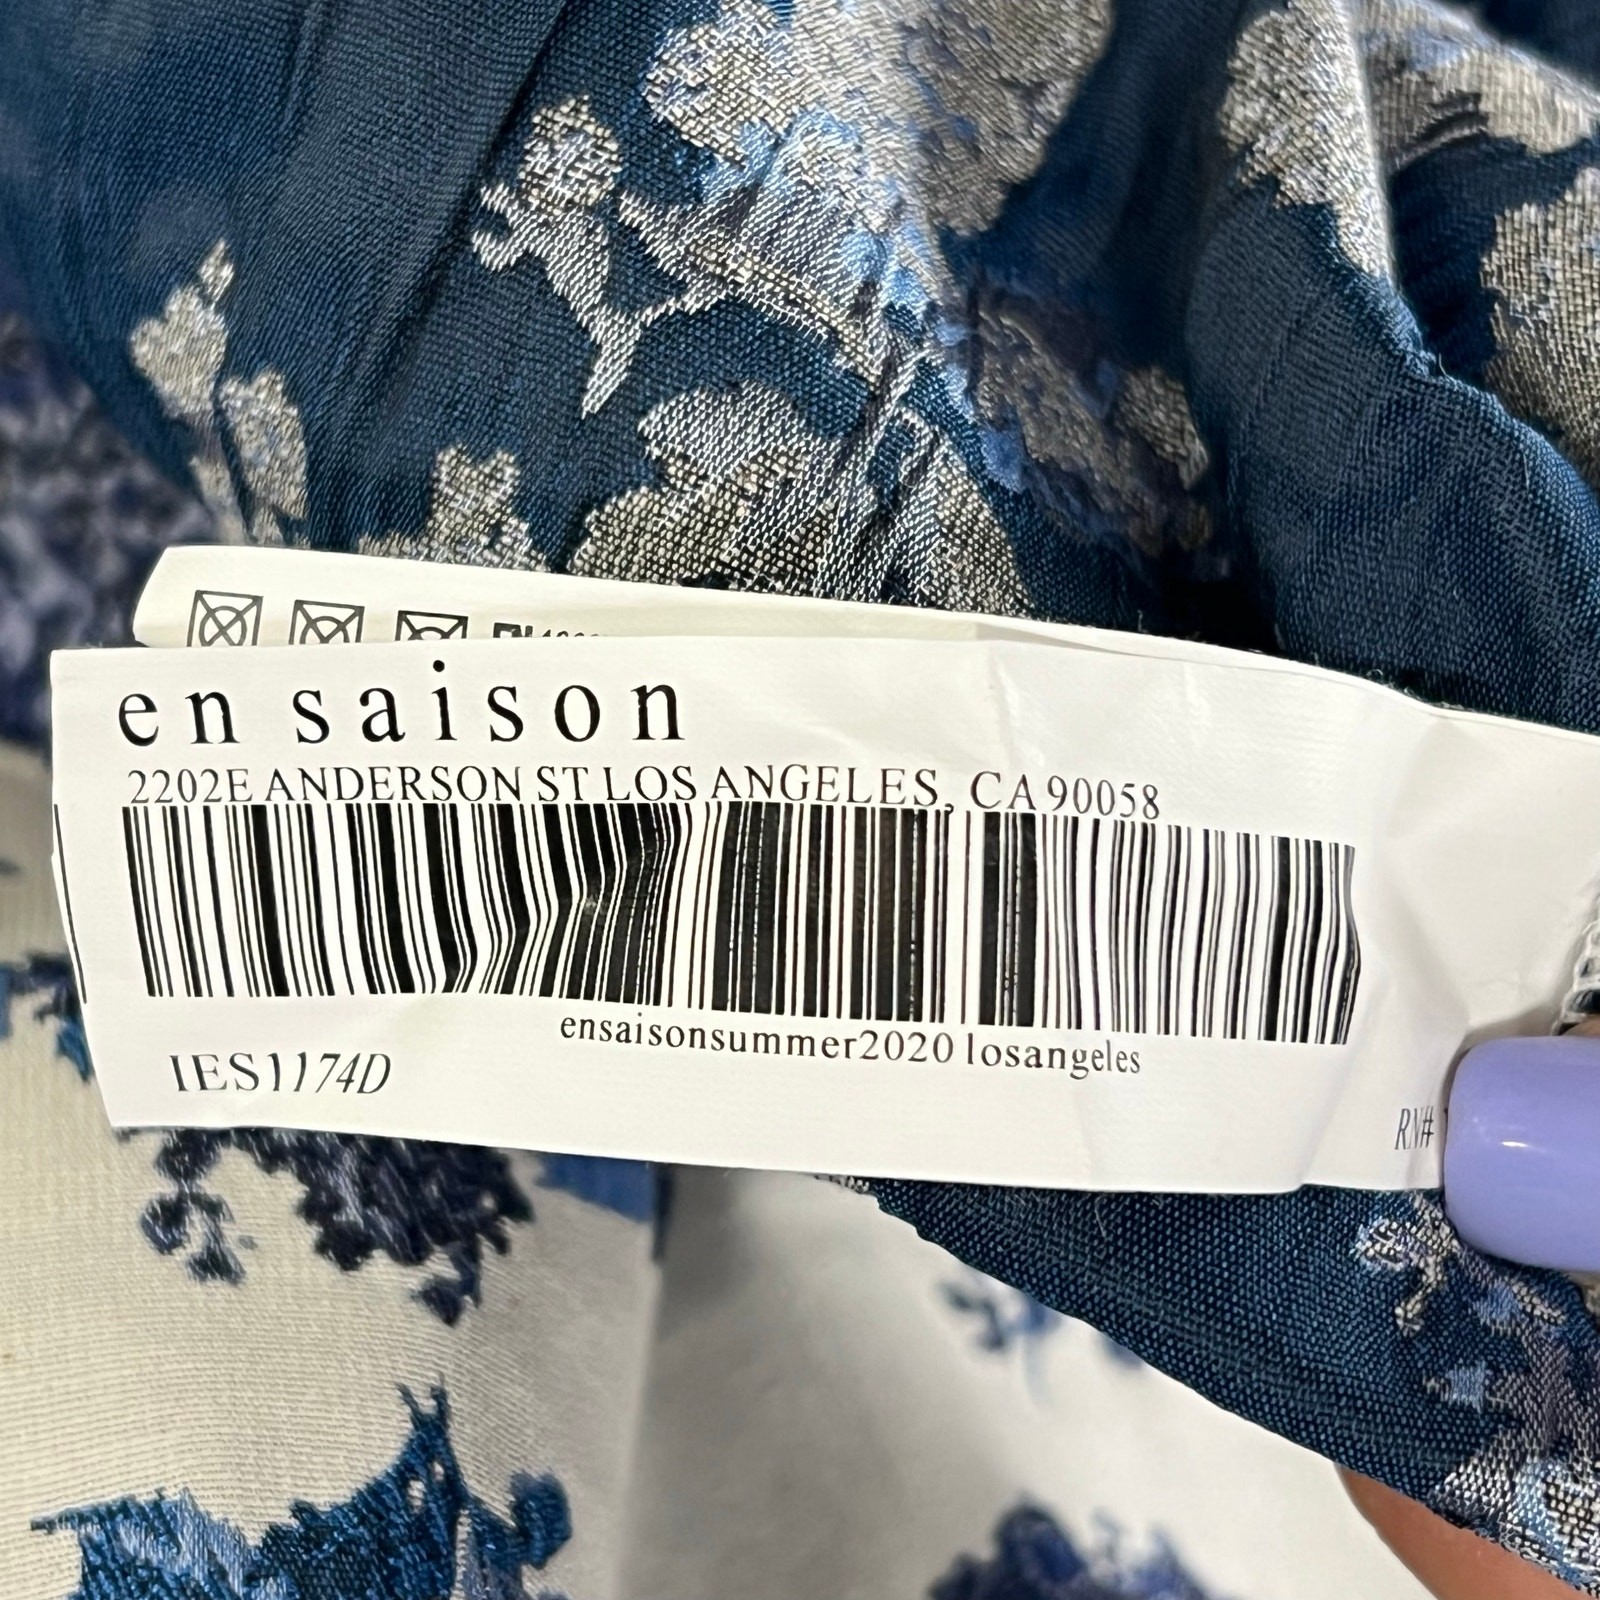 en saison
2202E ANDERSON ST LOS ANGELES, CA 90058
ensaisonsummer2020 losangeles
IES1174D
RN#